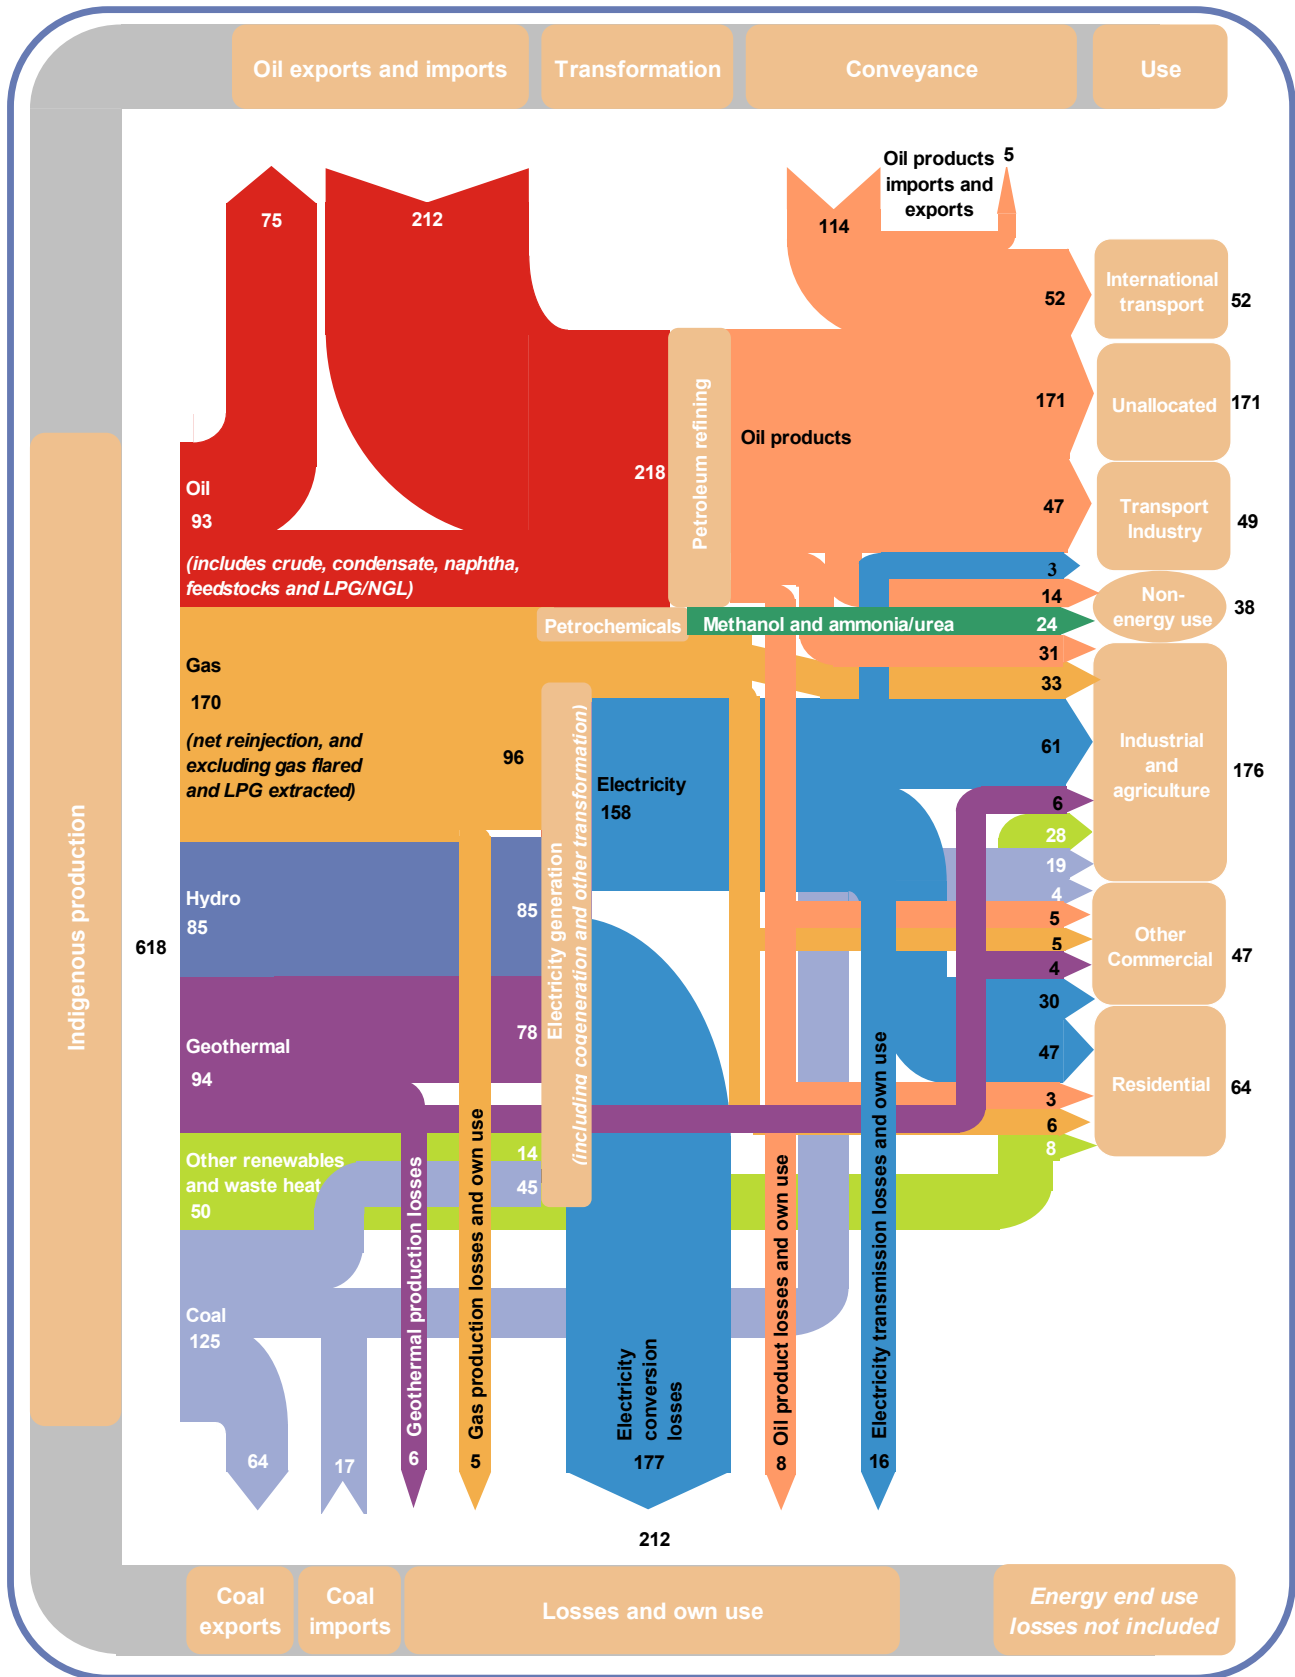 Oil exports and imports
Transformation
Conveyance
Use
Oil products
imports and
exports
5
75
212
114
International
transport
52
52
Unallocated
171
171
Petroleum refining
Oil products
218
Oil
93
(includes crude, condensate, naphtha,
feedstocks and LPG/NGL)
Transport
Industry
47
49
3
14
Non-
energy use
38
Petrochemicals
Methanol and ammonia/urea
24
31
33
Gas
170
(net reinjection, and
excluding gas flared
and LPG extracted)
96
Electricity
158
61
Industrial
and
agriculture
176
6
28
19
4
Indigenous production
618
Hydro
85
85
Electricity generation
(including cogeneration and other transformation)
5
5
4
30
Other
Commercial
47
Geothermal
94
78
47
3
6
8
Residential
64
Other renewables
and waste heat
50
14
45
Coal
125
64
17
Geothermal production losses
6
Gas production losses and own use
5
Electricity
conversion
losses
177
Oil product losses and own use
8
Electricity transmission losses and own use
16
212
Coal
exports
Coal
imports
Losses and own use
Energy end use
losses not included